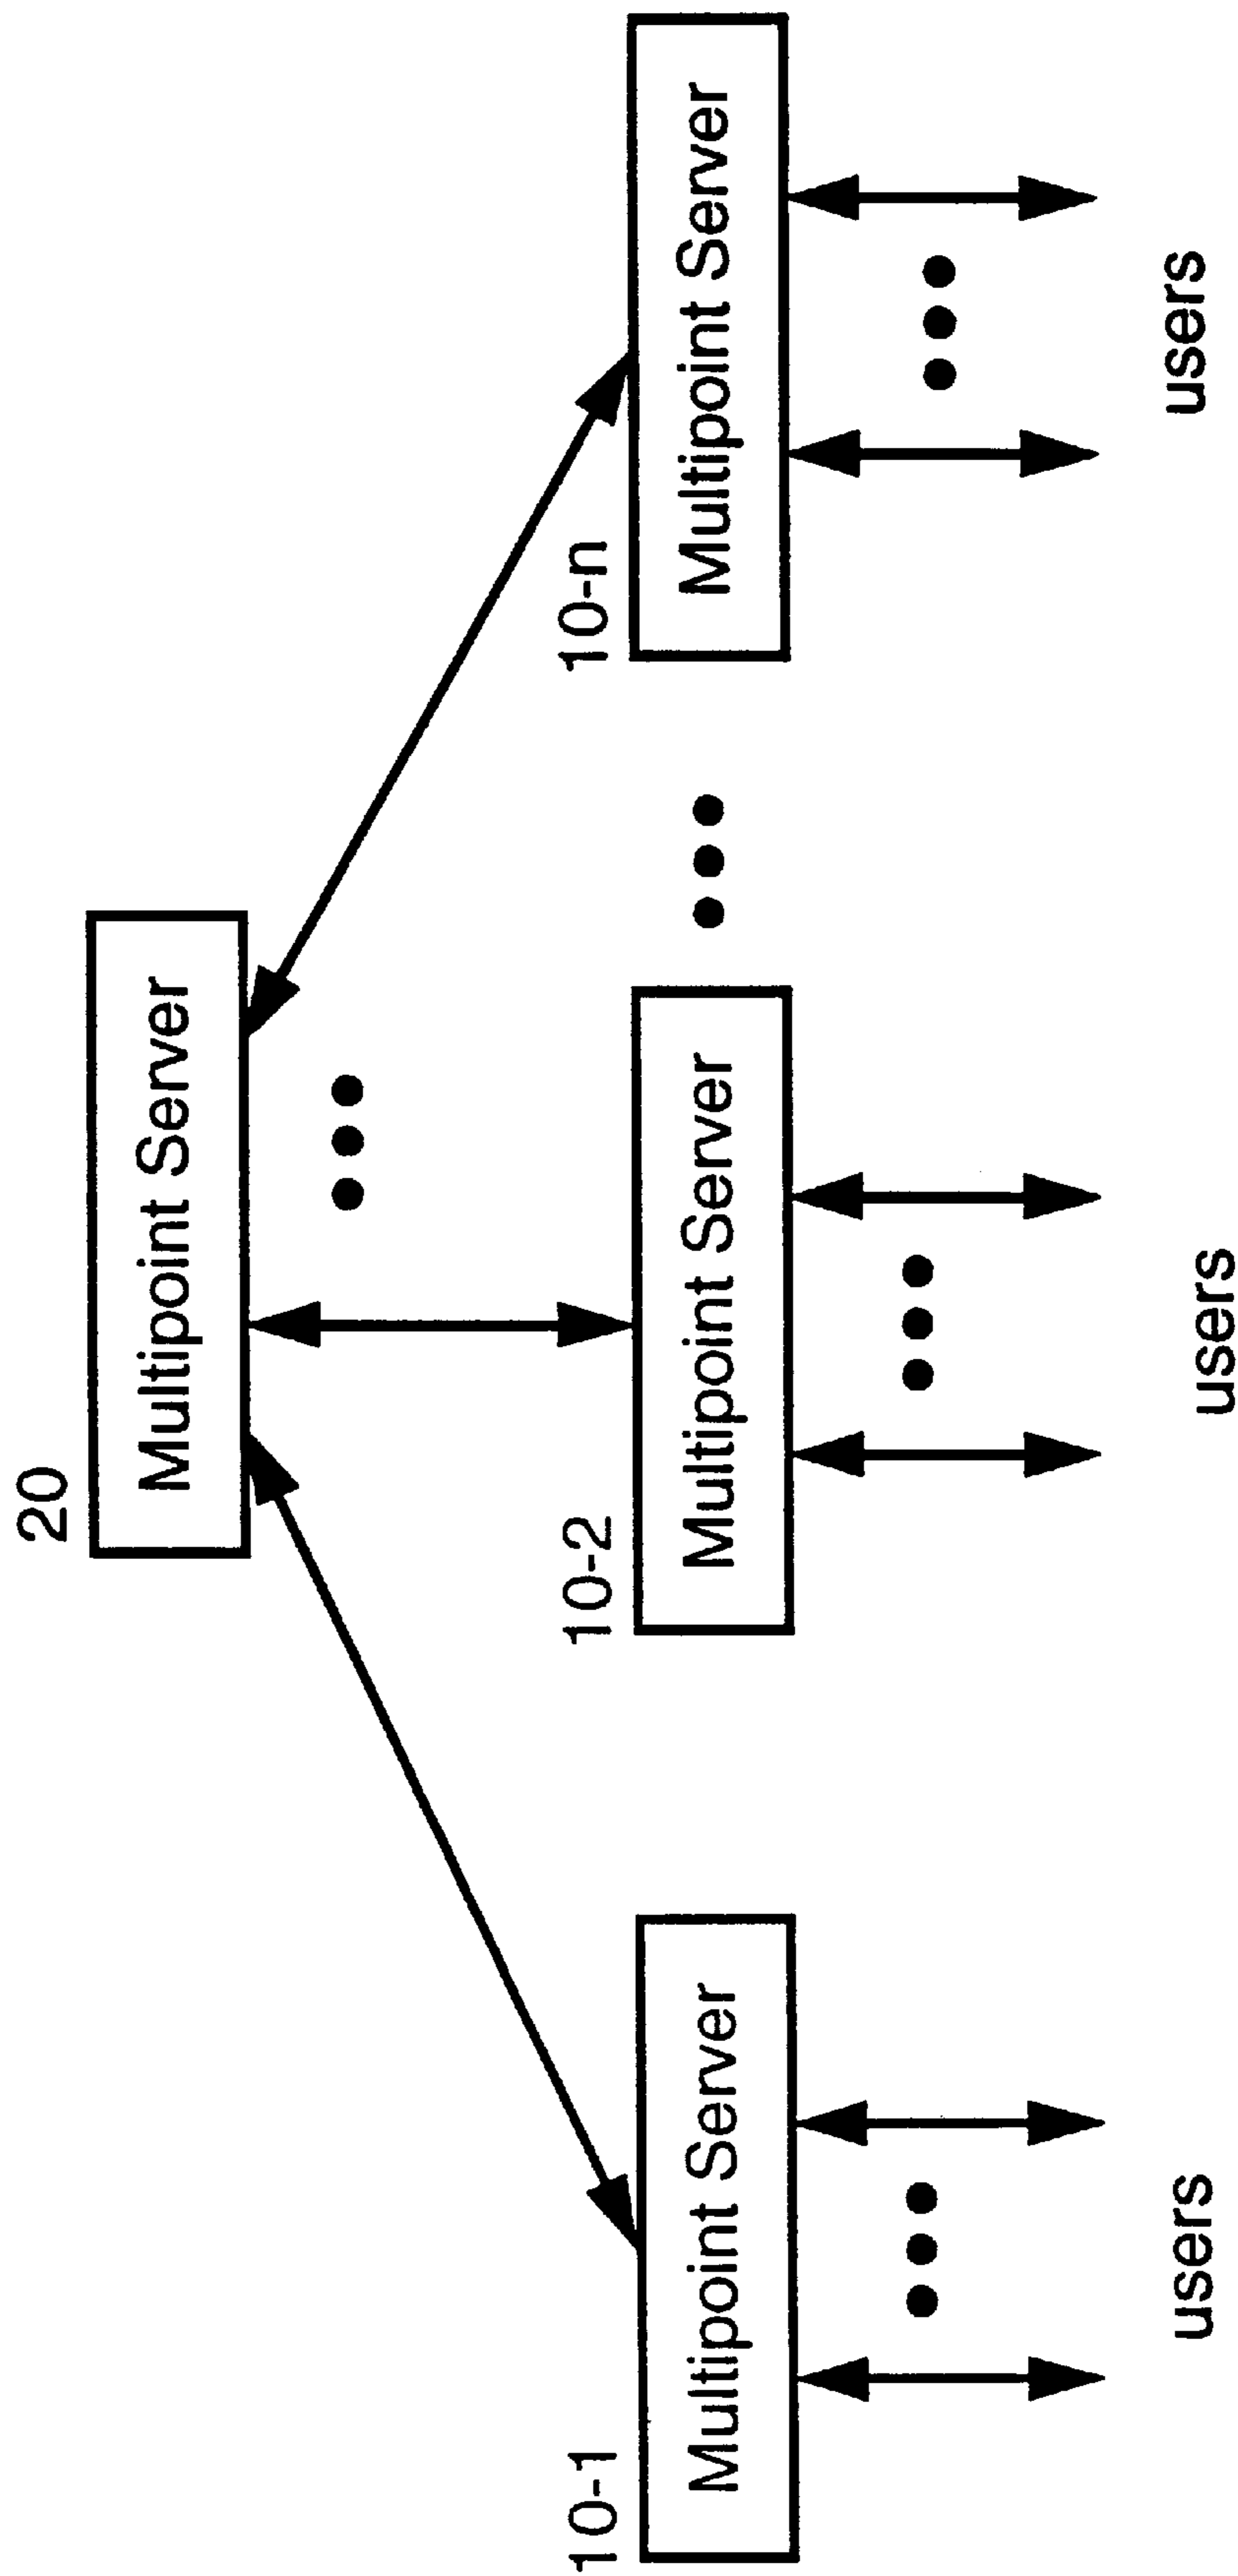 20
Multipoint Server
10-1
Multipoint Server
users
10-2
Multipoint Server
users
10-n
Multipoint Server
users